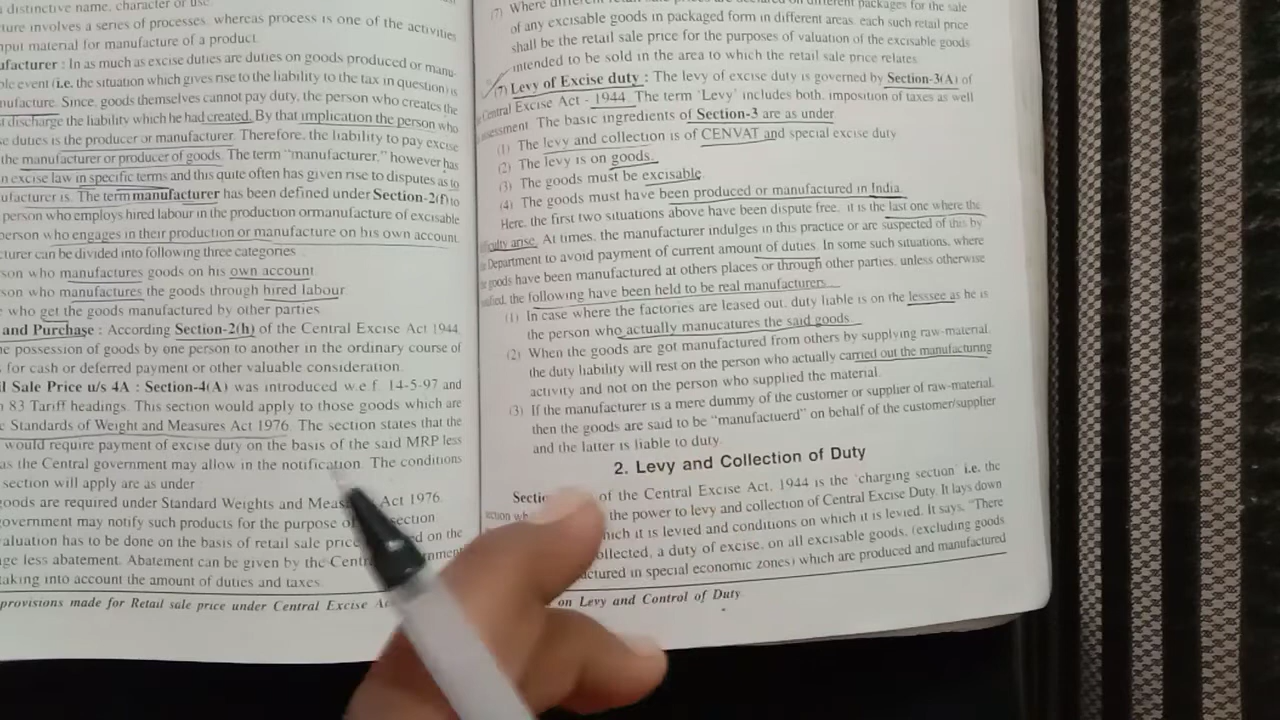 a distinctive name, character or use.
ture involves a series of processes, whereas process is one of the activities
nput material for manufacture of a product.
ufacturer : In as much as excise duties are duties on goods produced or manu-
ble event (i.e. the situation which gives rise to the liability to the tax in question) is
nufacture. Since, goods themselves cannot pay duty, the person who creates the
t discharge the liability which he had created. By that implication the person who
se duties is the producer or manufacturer. Therefore, the liability to pay excise
the manufacturer or producer of goods. The term "manufacturer," however has
n excise law in specific terms and this quite often has given rise to disputes as to
ufacturer is. The term manufacturer has been defined under Section-2(f) to
person who employs hired labour in the production ormanufacture of excisable
person who engages in their production or manufacture on his own account.
cturer can be divided into following three categories
son who manufactures goods on his own account
son who manufactures the goods through hired labour
who get the goods manufactured by other parties.
and Purchase : According Section-2(h) of the Central Excise Act 1944
e possession of goods by one person to another in the ordinary course of
for cash or deferred payment or other valuable consideration.
l Sale Price u/s 4A : Section-4(A) was introduced w.e.f. 14-5-97 and
83 Tariff headings. This section would apply to those goods which are
e Standards of Weight and Measures Act 1976. The section states that the
would require payment of excise duty on the basis of the said MRP less
as the Central government may allow in the notification. The conditions
section will apply are as under
goods are required under Standard Weights and Meas Act 1976.
government may notify such products for the purpose of section.
valuation has to be done on the basis of retail sale price ed on the
ge less abatement. Abatement can be given by the Centr ernment
taking into account the amount of duties and taxes.
provisions made for Retail sale price under Central Excise Ac
(7) Where different retail sale on different packages for the sale
of any excisable goods in packaged form in different areas, each such retail price
shall be the retail sale price for the purposes of valuation of the excisable goods
intended to be sold in the area to which the retail sale price relates.
(7) Levy of Excise duty : The levy of excise duty is governed by Section-3(A) of
Central Excise Act - 1944. The term 'Levy' includes both, imposition of taxes as well
assessment. The basic ingredients of Section-3 are as under
(1) The levy and collection is of CENVAT and special excise duty
(2) The levy is on goods.
(3) The goods must be excisable.
(4) The goods must have been produced or manufactured in India.
Here, the first two situations above have been dispute free, it is the last one where the
ficulty arise. At times, the manufacturer indulges in this practice or are suspected of this by
Department to avoid payment of current amount of duties. In some such situations, where
goods have been manufactured at others places or through other parties, unless otherwise
the following have been held to be real manufacturers.
(1) In case where the factories are leased out, duty liable is on the lesssee as he is
the person who actually manucatures the said goods.
(2) When the goods are got manufactured from others by supplying raw-material,
the duty liability will rest on the person who actually carried out the manufacturing
activity and not on the person who supplied the material.
(3) If the manufacturer is a mere dummy of the customer or supplier of raw-material,
then the goods are said to be "manufactuerd" on behalf of the customer/supplier
and the latter is liable to duty.
2. Levy and Collection of Duty
Sectio of the Central Excise Act, 1944 is the 'charging section' i.e. the
ection wh the power to levy and collection of Central Excise Duty. It lays down
hich it is levied and conditions on which it is levied. It says, "There
ollected, a duty of excise, on all excisable goods, (excluding goods
actured in special economic zones) which are produced and manufactured
on Levy and Control of Duty